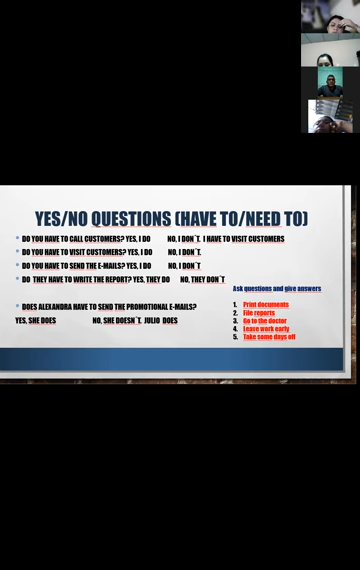 YES/NO QUESTIONS (HAVE TO/NEED TO)
DO YOU HAVE TO CALL CUSTOMERS? YES, I DO NO, I DON´T. I HAVE TO VISIT CUSTOMERS
DO YOU HAVE TO VISIT CUSTOMERS? YES, I DO NO, I DON´T.
DO YOU HAVE TO SEND THE E-MAILS? YES, I DO NO, I DON´T
DO THEY HAVE TO WRITE THE REPORT? YES, THEY DO NO, THEY DON´T
DOES ALEXANDRA HAVE TO SEND THE PROMOTIONAL E-MAILS?
YES, SHE DOES NO, SHE DOESN´T. JULIO DOES
Ask questions and give answers
1. Print documents
2. File reports
3. Go to the doctor
4. Leave work early
5. Take some days off